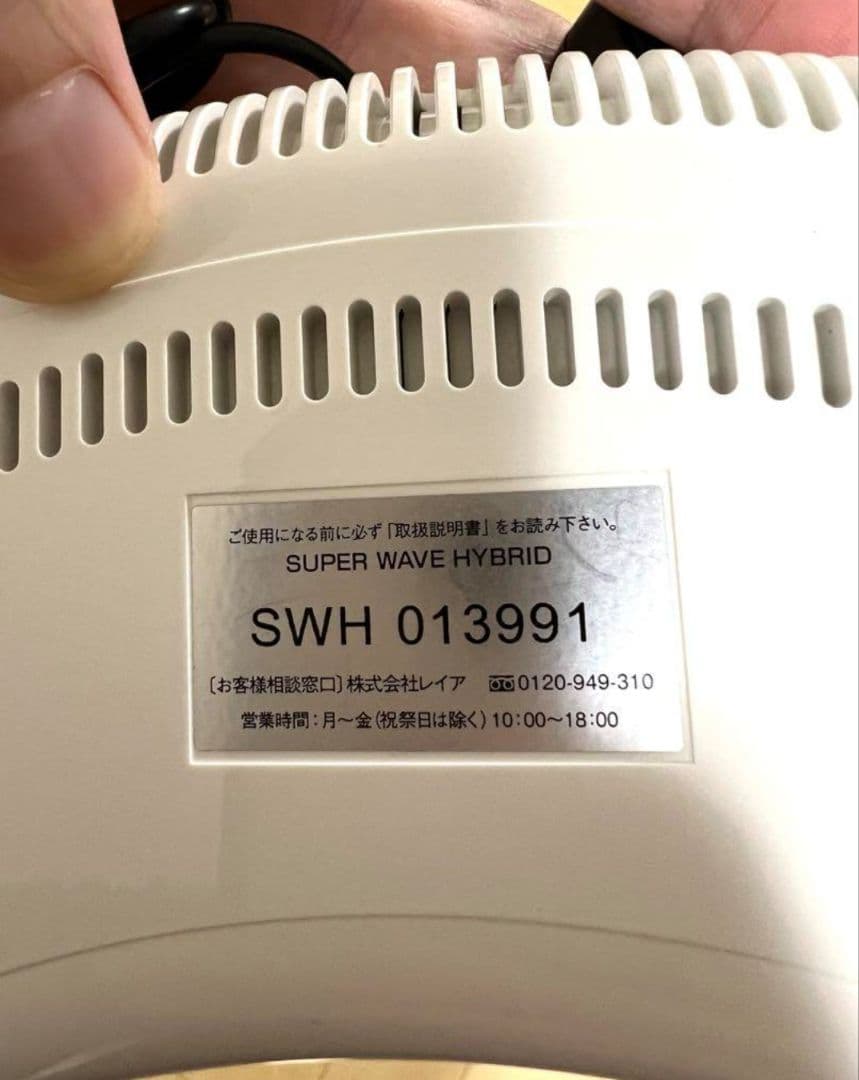 ご使用になる前に必ず「取扱説明書」をお読み下さい。
SUPER WAVE HYBRID
SWH 013991
〔お客様相談窓口〕株式会社レイア 0120-949-310
営業時間：月～金（祝祭日は除く）10：00～18：00